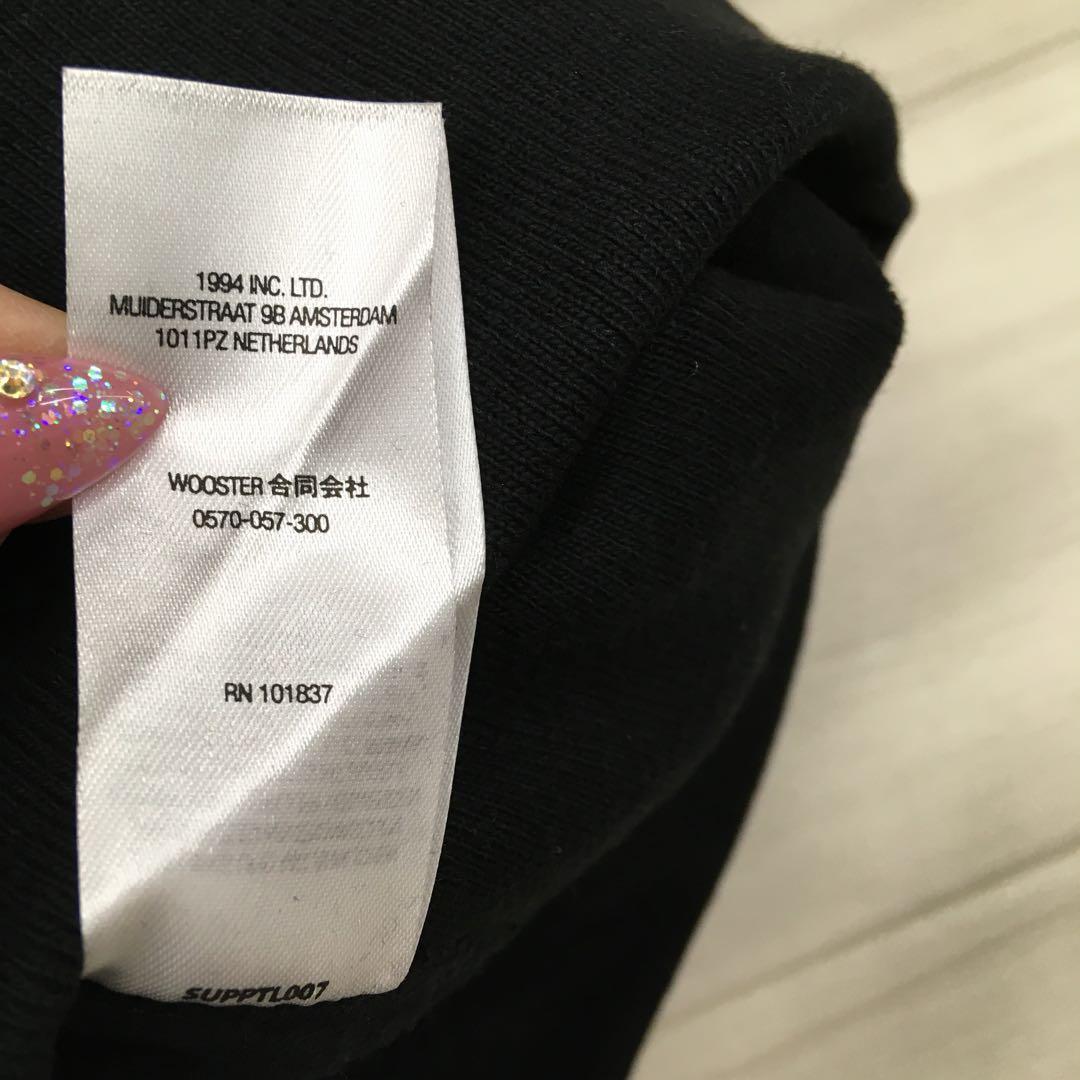 1994 INC. LTD.
MUIDERSTRAAT 9B AMSTERDAM
1011PZ NETHERLANDS
WOOSTER 合同会社
0570-057-300
RN 101837
SUPPTL007